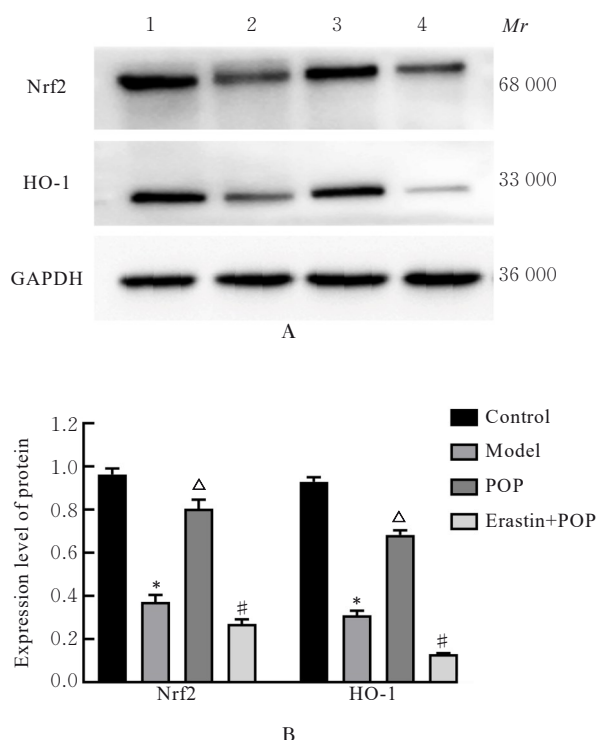 1 2 3 4 Mr
Nrf2 68 000
HO-1 33 000
GAPDH 36 000
A
1.2
1.0
0.8
0.6
0.4
0.2
0.0
Expression level of protein
* △ #
* △ #
Nrf2 HO-1
Control
Model
POP
Erastin+POP
B